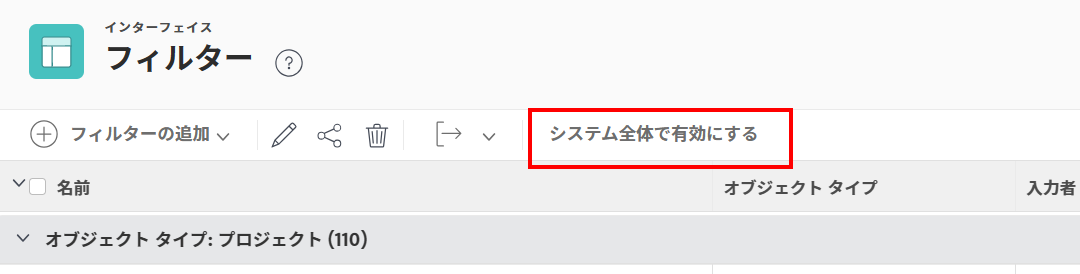 インターフェイス
フィルター ?
フィルターの追加 システム全体で有効にする
名前 オブジェクト タイプ 入力者
オブジェクト タイプ: プロジェクト (110)